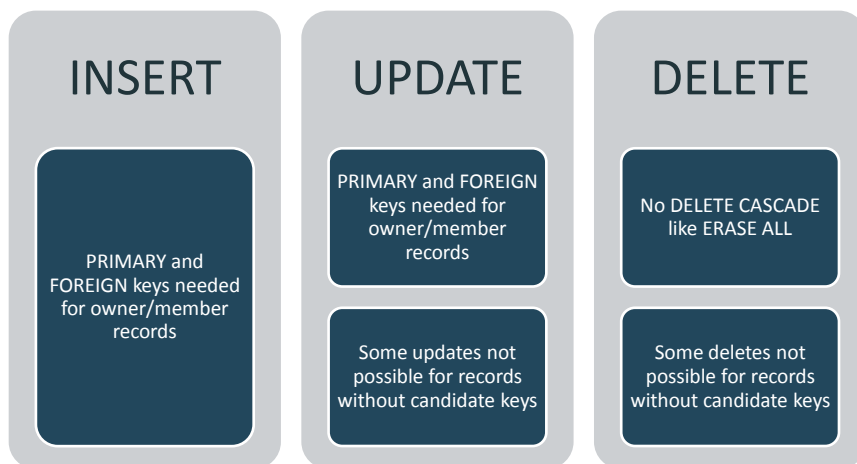 INSERT
PRIMARY and
FOREIGN keys needed
for owner/member
records
UPDATE
PRIMARY and FOREIGN
keys needed for
owner/member
records
Some updates not
possible for records
without candidate keys
DELETE
No DELETE CASCADE
like ERASE ALL
Some deletes not
possible for records
without candidate keys